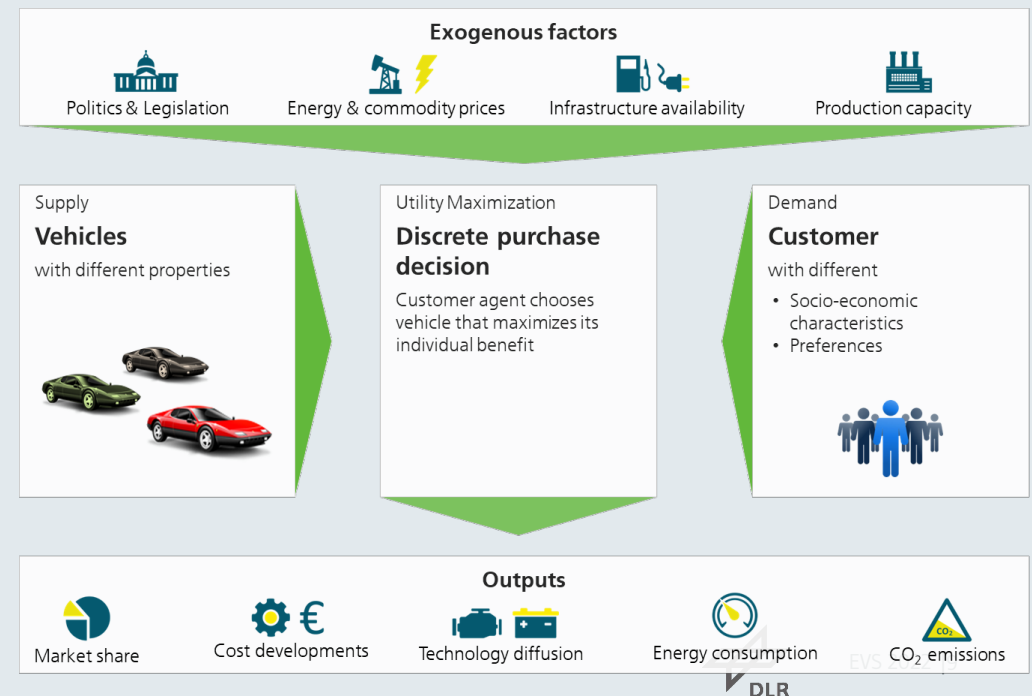 Exogenous factors
Politics & Legislation
Energy & commodity prices
Infrastructure availability
Production capacity
Supply
Vehicles
with different properties
Utility Maximization
Discrete purchase
decision
Customer agent chooses
vehicle that maximizes its
individual benefit
Demand
Customer
with different
• Socio-economic
characteristics
• Preferences
Outputs
Market share
Cost developments
€
Technology diffusion
Energy consumption
CO₂
CO₂ emissions
EVS 2022
DLR